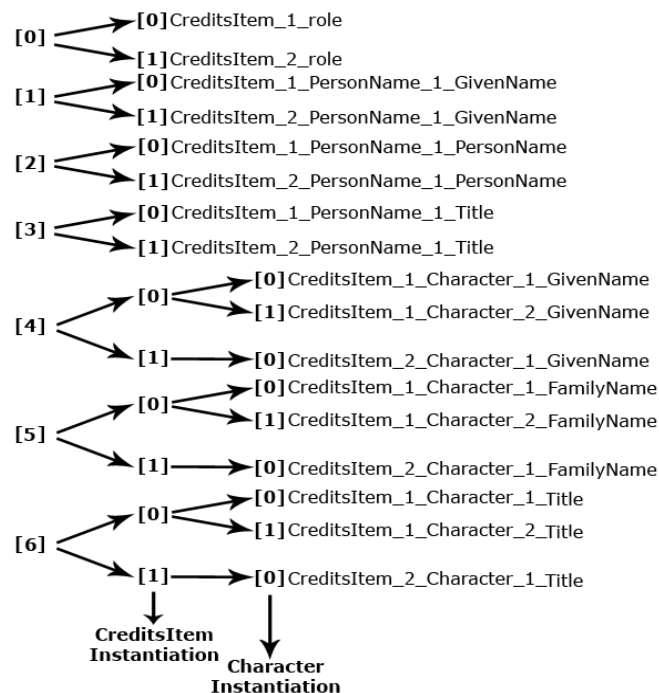 [0]CreditsItem_1_role
[0]
[1]CreditsItem_2_role
[0]CreditsItem_1_PersonName_1_GivenName
[1]
[1]CreditsItem_2_PersonName_1_GivenName
[0]CreditsItem_1_PersonName_1_PersonName
[2]
[1]CreditsItem_2_PersonName_1_PersonName
[0]CreditsItem_1_PersonName_1_Title
[3]
[1]CreditsItem_2_PersonName_1_Title
[0]CreditsItem_1_Character_1_GivenName
[0]
[1]CreditsItem_1_Character_2_GivenName
[4]
[1] [0]CreditsItem_2_Character_1_GivenName
[0]CreditsItem_1_Character_1_FamilyName
[0]
[1]CreditsItem_1_Character_2_FamilyName
[5]
[1] [0]CreditsItem_2_Character_1_FamilyName
[0]CreditsItem_1_Character_1_Title
[0]
[1]CreditsItem_1_Character_2_Title
[6]
[1] [0]CreditsItem_2_Character_1_Title
CreditsItem
Instantiation
Character
Instantiation